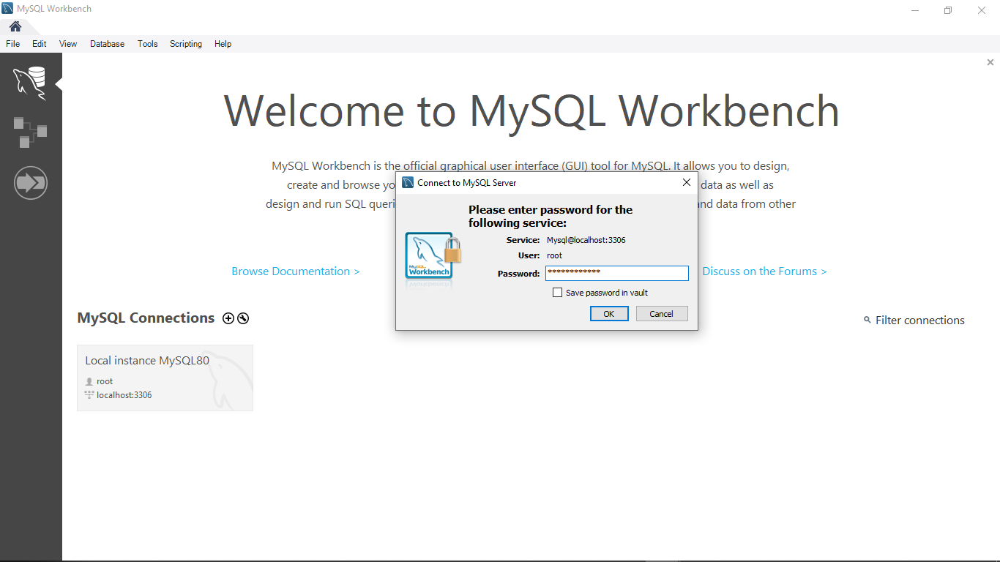 MySQL Workbench
File Edit View Database Tools Scripting Help
Welcome to MySQL Workbench
MySQL Workbench is the official graphical user interface (GUI) tool for MySQL. It allows you to design,
create and browse yo data as well as
design and run SQL queri nd data from other
Browse Documentation >
Discuss on the Forums >
Connect to MySQL Server
Please enter password for the
following service:
Service: Mysql@localhost:3306
User: root
Password: ************
Save password in vault
OK Cancel
MySQL
Workbench
MySQL Connections
Filter connections
Local instance MySQL80
root
localhost:3306